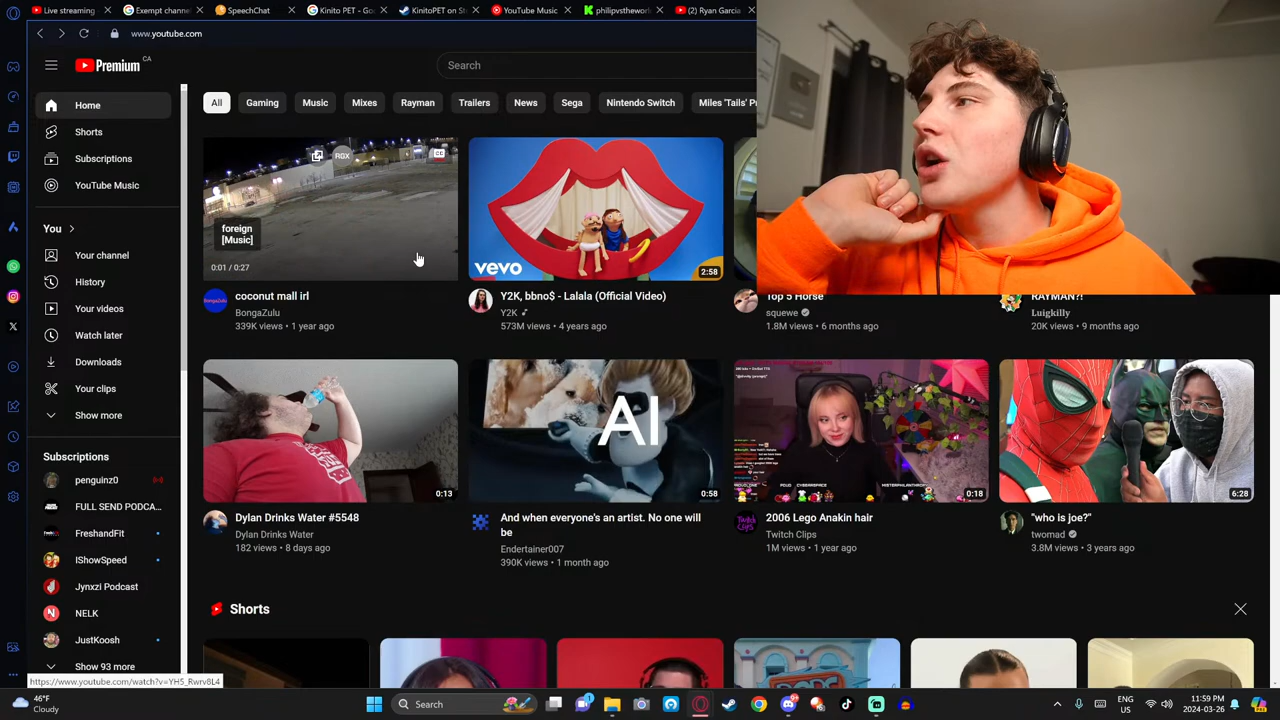 Live streaming
Exempt channel
SpeechChat
Kinito PET - Go
KinitoPET on St
YouTube Music
philipvsthewor
(2) Ryan Garcia
www.youtube.com
Premium CA
Search
All
Gaming
Music
Mixes
Rayman
Trailers
News
Sega
Nintendo Switch
Miles 'Tails' Pr
Home
Shorts
Subscriptions
YouTube Music
You
Your channel
History
Your videos
Watch later
Downloads
Your clips
Show more
Subscriptions
penguinz0
FULL SEND PODCA...
FreshandFit
IShowSpeed
Jynxzi Podcast
NELK
JustKoosh
Show 93 more
RGX
CC
foreign
[Music]
0:01 / 0:27
coconut mall irl
BongaZulu
339K views • 1 year ago
vevo
2:58
Y2K, bbno$ - Lalala (Official Video)
Y2K
573M views • 4 years ago
Top 5 Horse
squewe
1.8M views • 6 months ago
RAYMAN?!
Luigkilly
20K views • 9 months ago
0:13
Dylan Drinks Water #5548
Dylan Drinks Water
182 views • 8 days ago
AI
0:58
And when everyone's an artist. No one will
be
Endertainer007
390K views • 1 month ago
0:18
2006 Lego Anakin hair
Twitch Clips
1M views • 1 year ago
6:28
"who is joe?"
twomad
3.8M views • 3 years ago
Shorts
https://www.youtube.com/watch?v=YH5_Rwrv8L4
46°F
Cloudy
Search
ENG
US
11:59 PM
2024-03-26